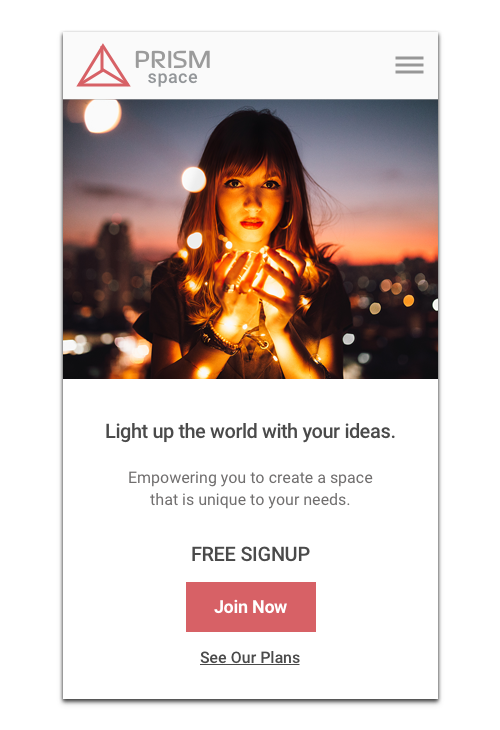 PRISM
space
Light up the world with your ideas.
Empowering you to create a space
that is unique to your needs.
FREE SIGNUP
Join Now
See Our Plans